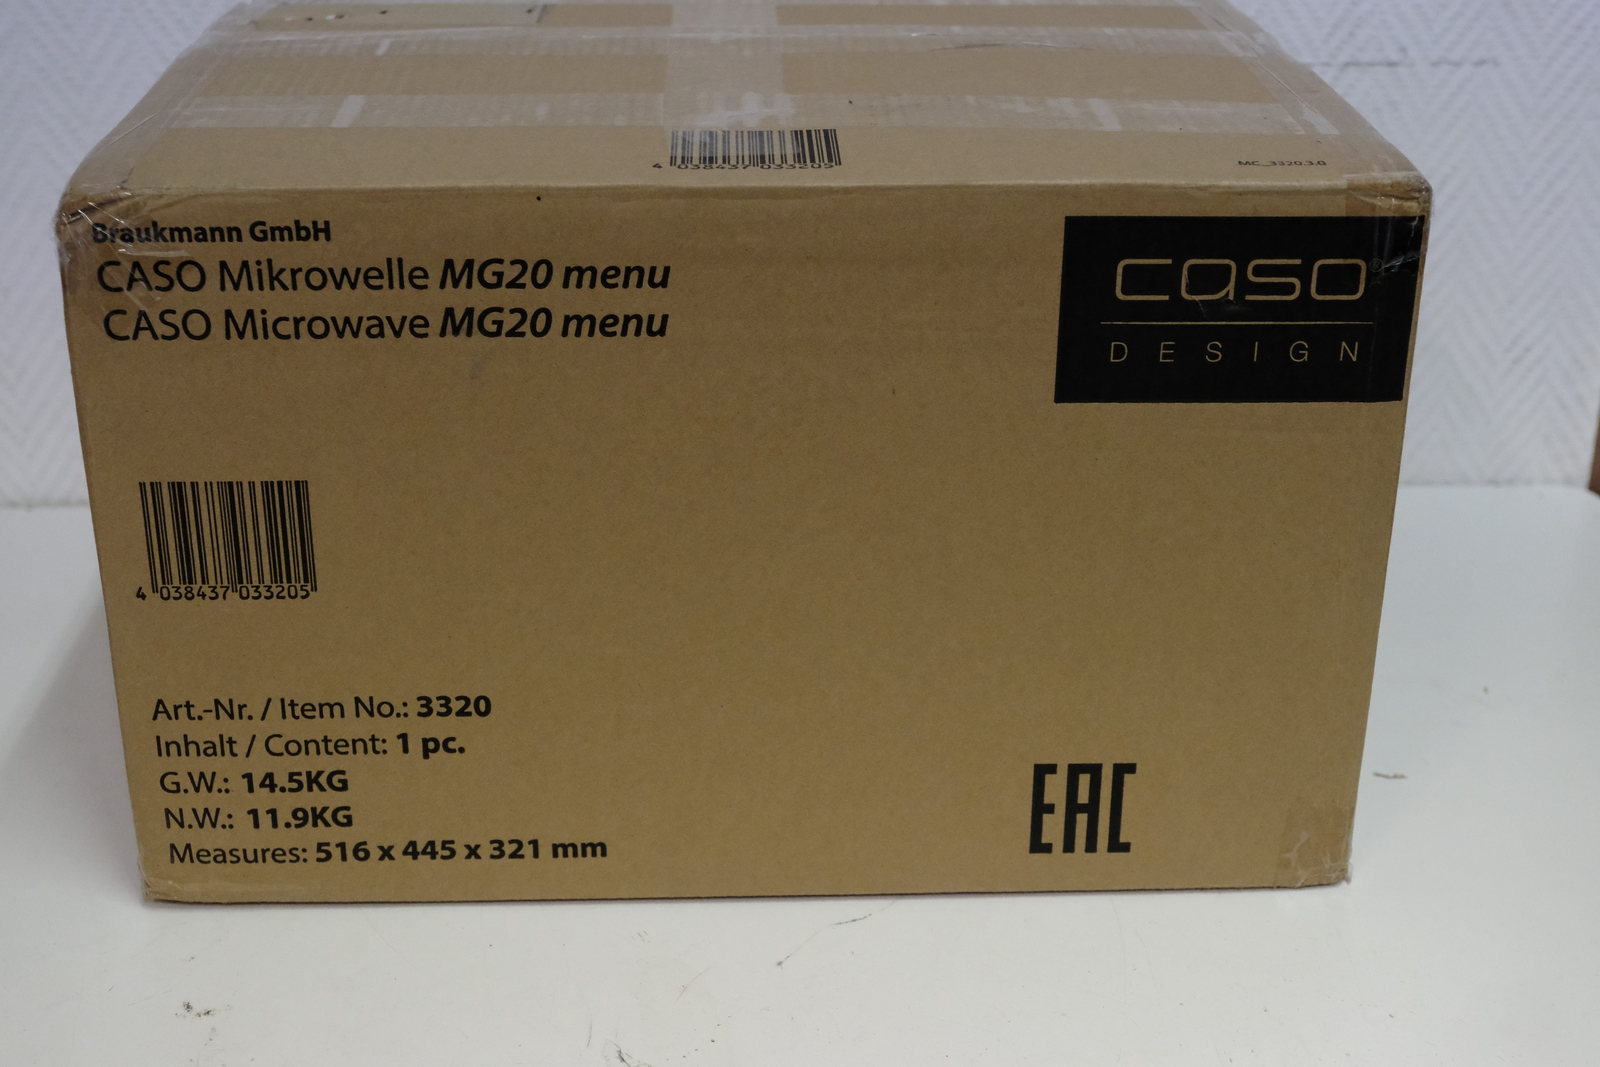 4 038437 033205
MC_3320.3.0
Braukmann GmbH
CASO Mikrowelle MG20 menu
CASO Microwave MG20 menu
caso®
DESIGN
4 038437 033205
Art.-Nr. / Item No.: 3320
Inhalt / Content: 1 pc.
G.W.: 14.5KG
N.W.: 11.9KG
Measures: 516 x 445 x 321 mm
EAC